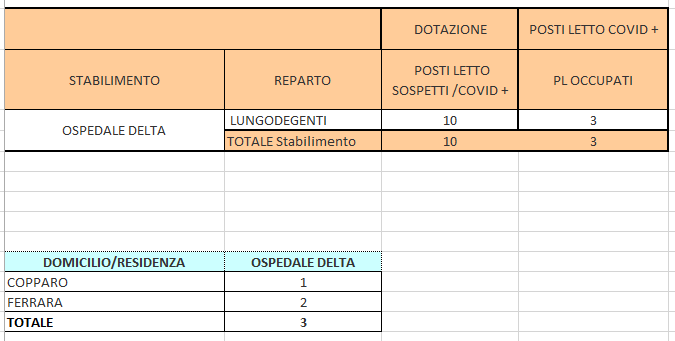 DOTAZIONE POSTI LETTO COVID +
STABILIMENTO REPARTO POSTI LETTO SOSPETTI /COVID + PL OCCUPATI
OSPEDALE DELTA LUNGODEGENTI 10 3
TOTALE Stabilimento 10 3
DOMICILIO/RESIDENZA OSPEDALE DELTA
COPPARO 1
FERRARA 2
TOTALE 3